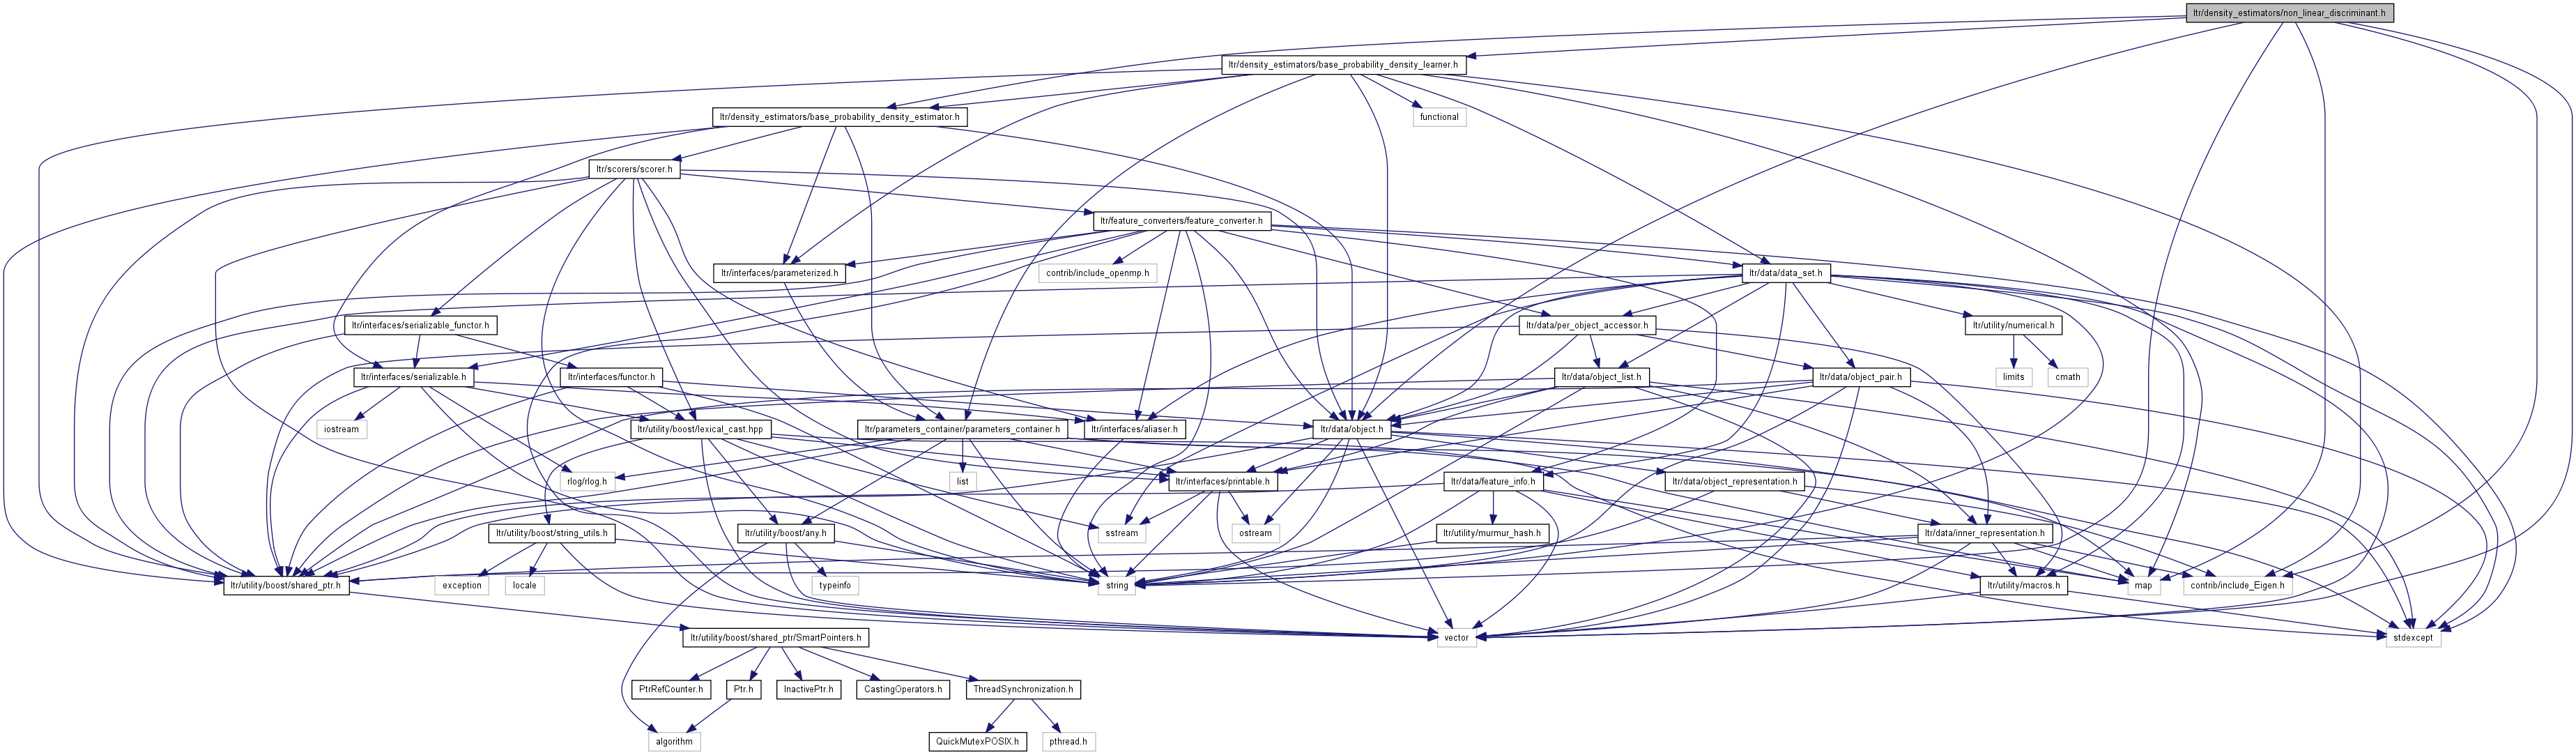 ltr/density_estimators/non_linear_discriminant.h
ltr/density_estimators/base_probability_density_learner.h
ltr/density_estimators/base_probability_density_estimator.h
functional
ltr/scorers/scorer.h
ltr/feature_converters/feature_converter.h
ltr/interfaces/parameterized.h
contrib/include_openmp.h
ltr/data/data_set.h
ltr/interfaces/serializable_functor.h
ltr/data/per_object_accessor.h
ltr/utility/numerical.h
ltr/interfaces/serializable.h
ltr/interfaces/functor.h
ltr/data/object_list.h
ltr/data/object_pair.h
limits
cmath
iostream
ltr/utility/boost/lexical_cast.hpp
ltr/parameters_container/parameters_container.h
ltr/interfaces/aliaser.h
ltr/data/object.h
rlog/rlog.h
list
ltr/interfaces/printable.h
ltr/data/feature_info.h
ltr/data/object_representation.h
ltr/utility/boost/string_utils.h
ltr/utility/boost/any.h
sstream
ostream
ltr/utility/murmur_hash.h
ltr/data/inner_representation.h
ltr/utility/boost/shared_ptr.h
exception
locale
typeinfo
string
ltr/utility/macros.h
map
contrib/include_Eigen.h
ltr/utility/boost/shared_ptr/SmartPointers.h
vector
stdexcept
PtrRefCounter.h
Ptr.h
InactivePtr.h
CastingOperators.h
ThreadSynchronization.h
algorithm
QuickMutexPOSIX.h
pthread.h